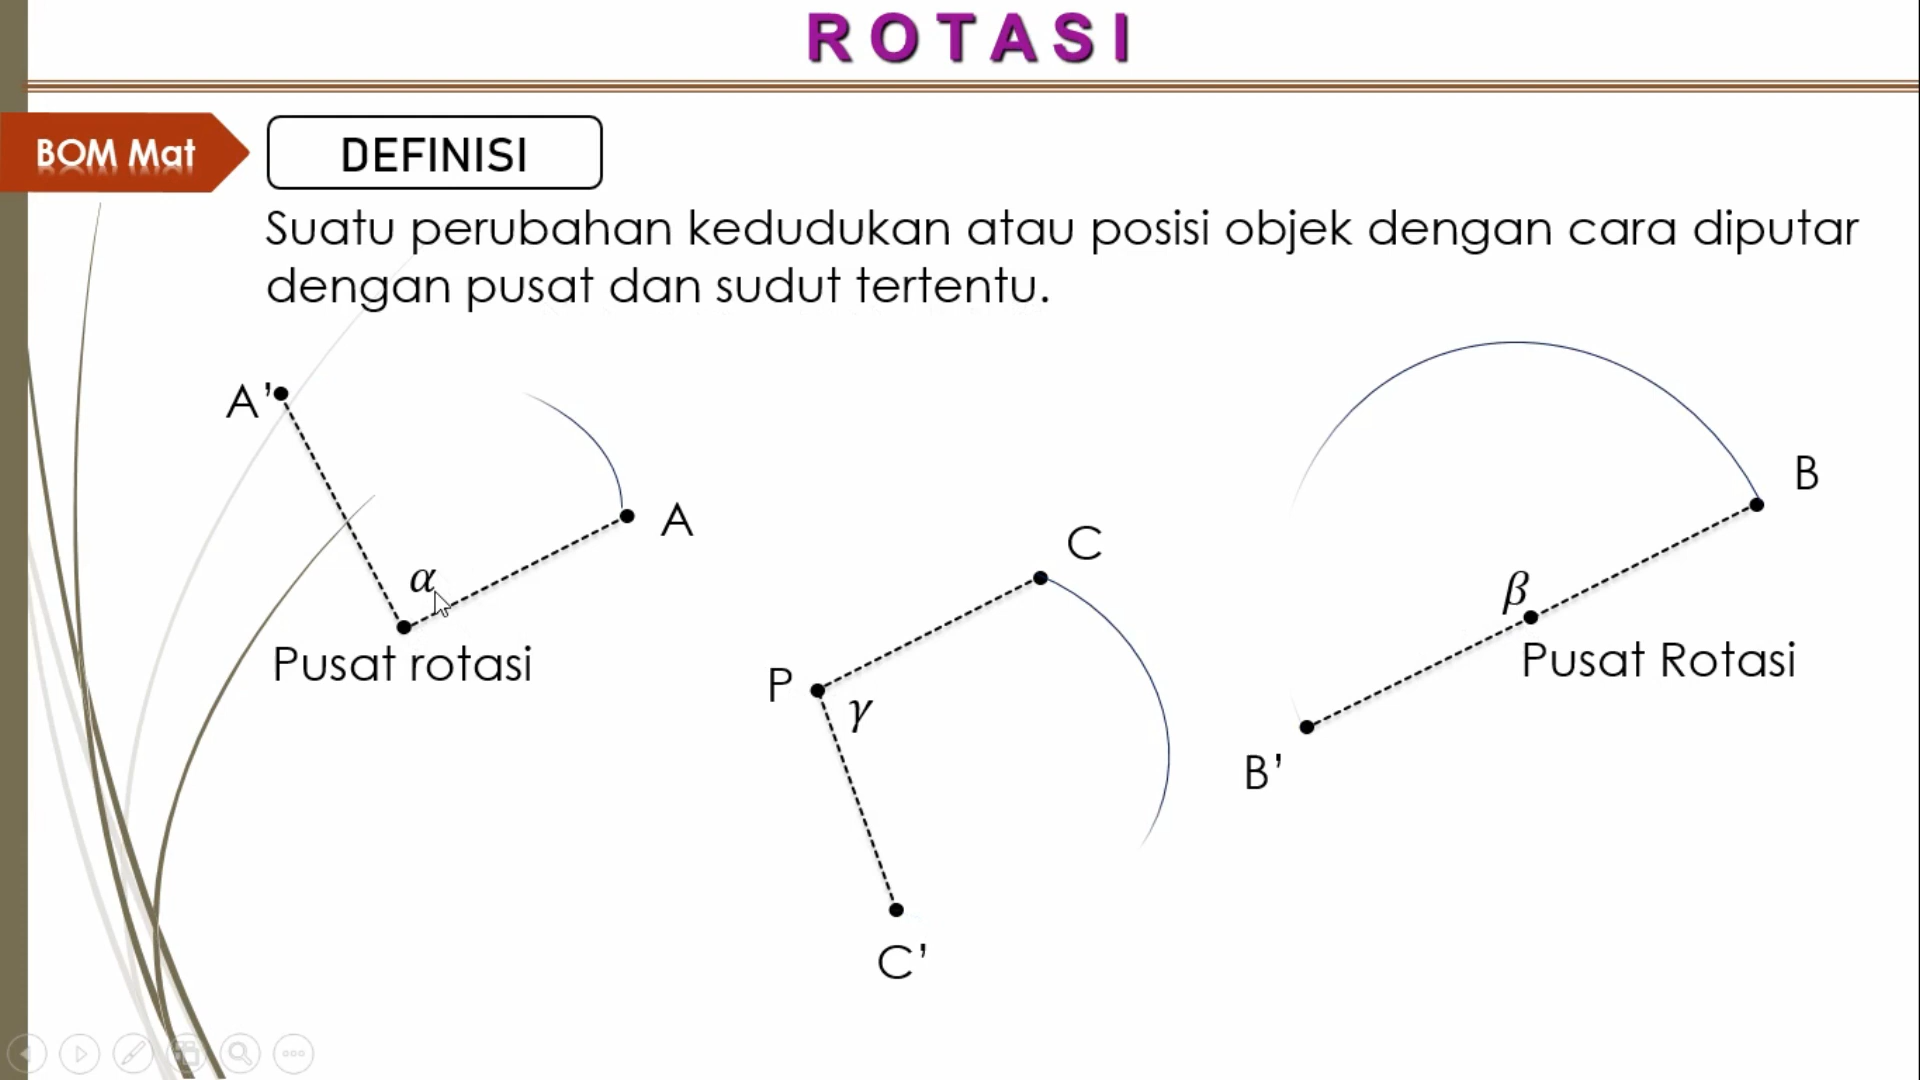 ROTASI
BOM Mat
DEFINISI
Suatu perubahan kedudukan atau posisi objek dengan cara diputar
dengan pusat dan sudut tertentu.
A'
A
α
Pusat rotasi
C
P
γ
C'
B
β
Pusat Rotasi
B'